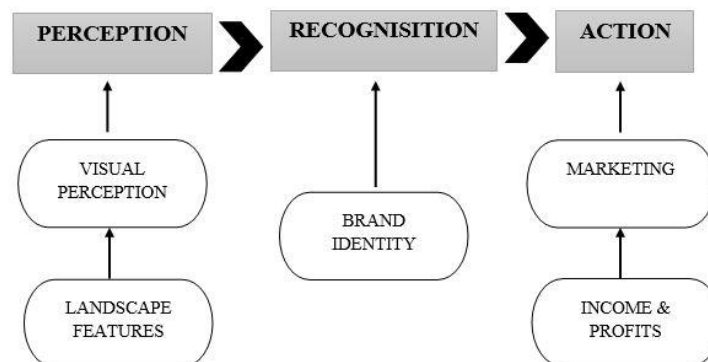 PERCEPTION
RECOGNISITION
ACTION
VISUAL
PERCEPTION
BRAND
IDENTITY
MARKETING
LANDSCAPE
FEATURES
INCOME &
PROFITS